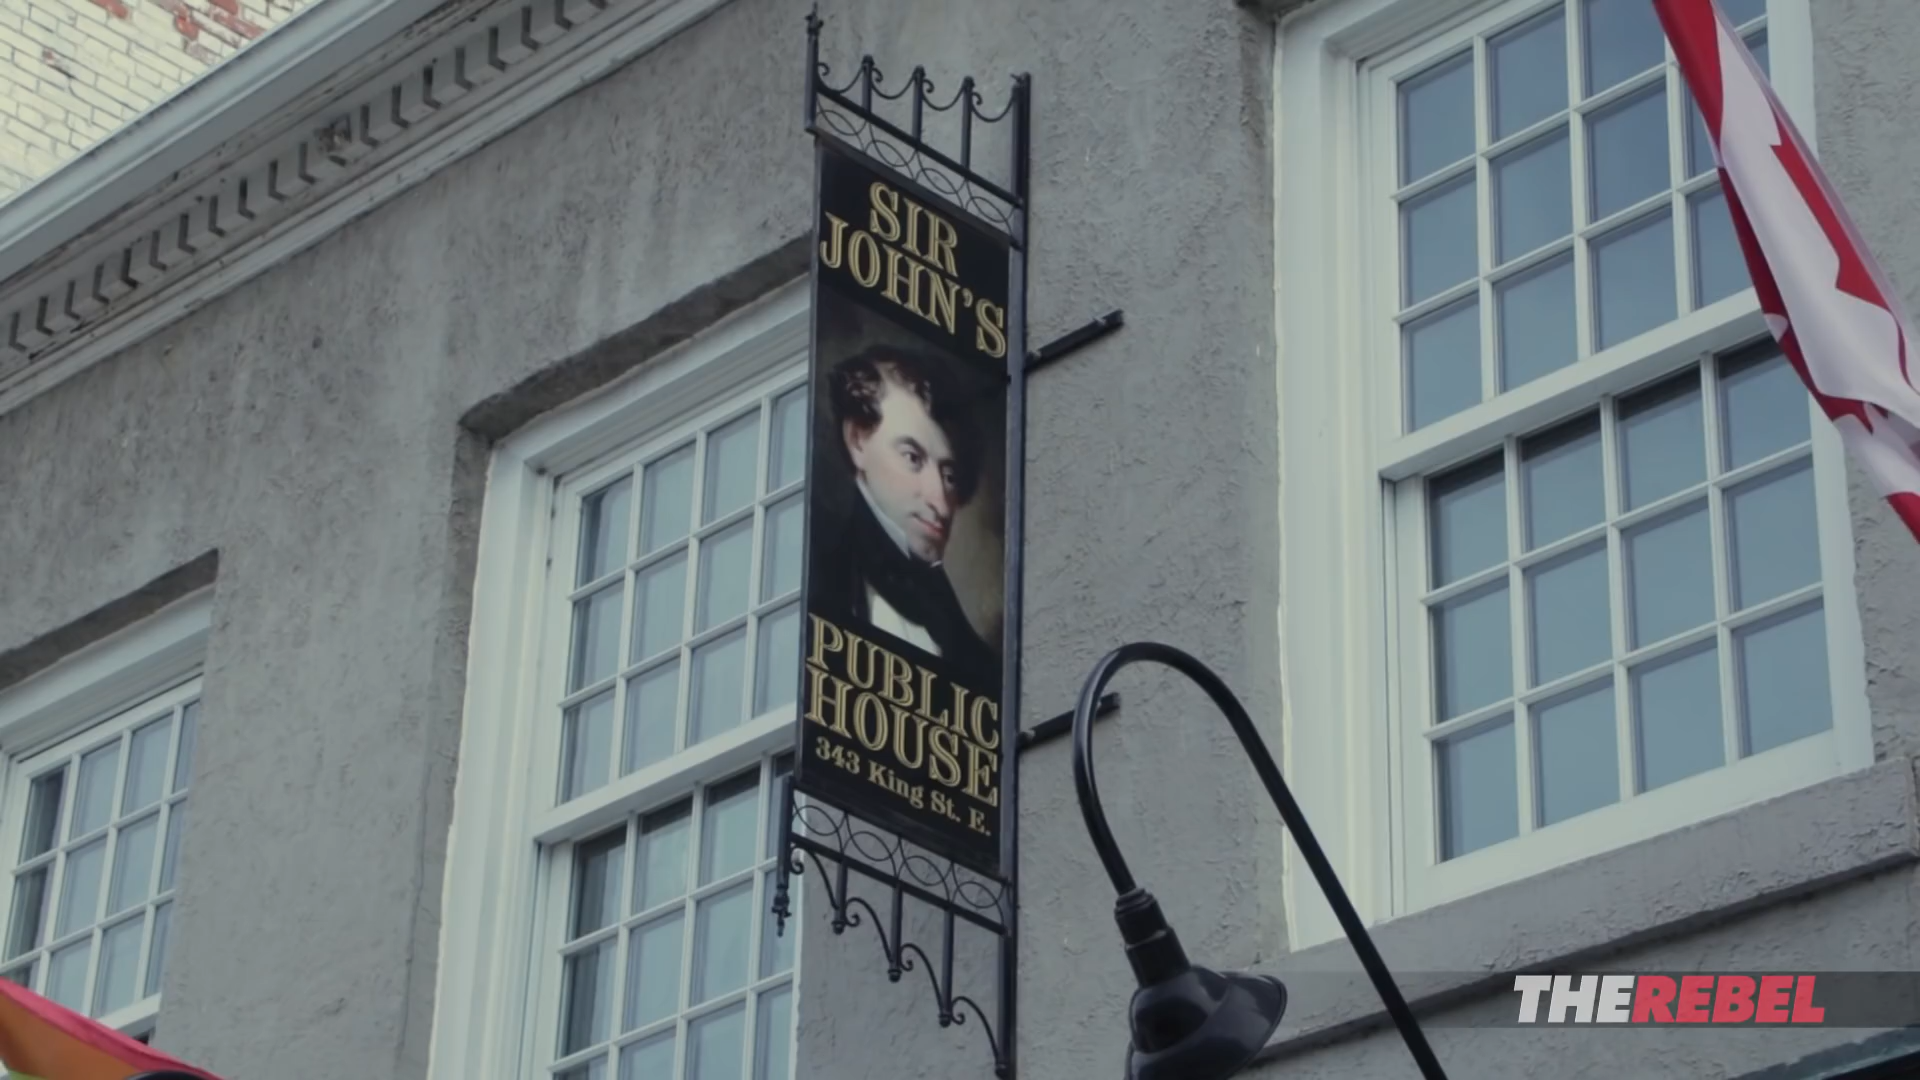 SIR
JOHN'S
PUBLIC
HOUSE
343 King St. E.
THEREBEL